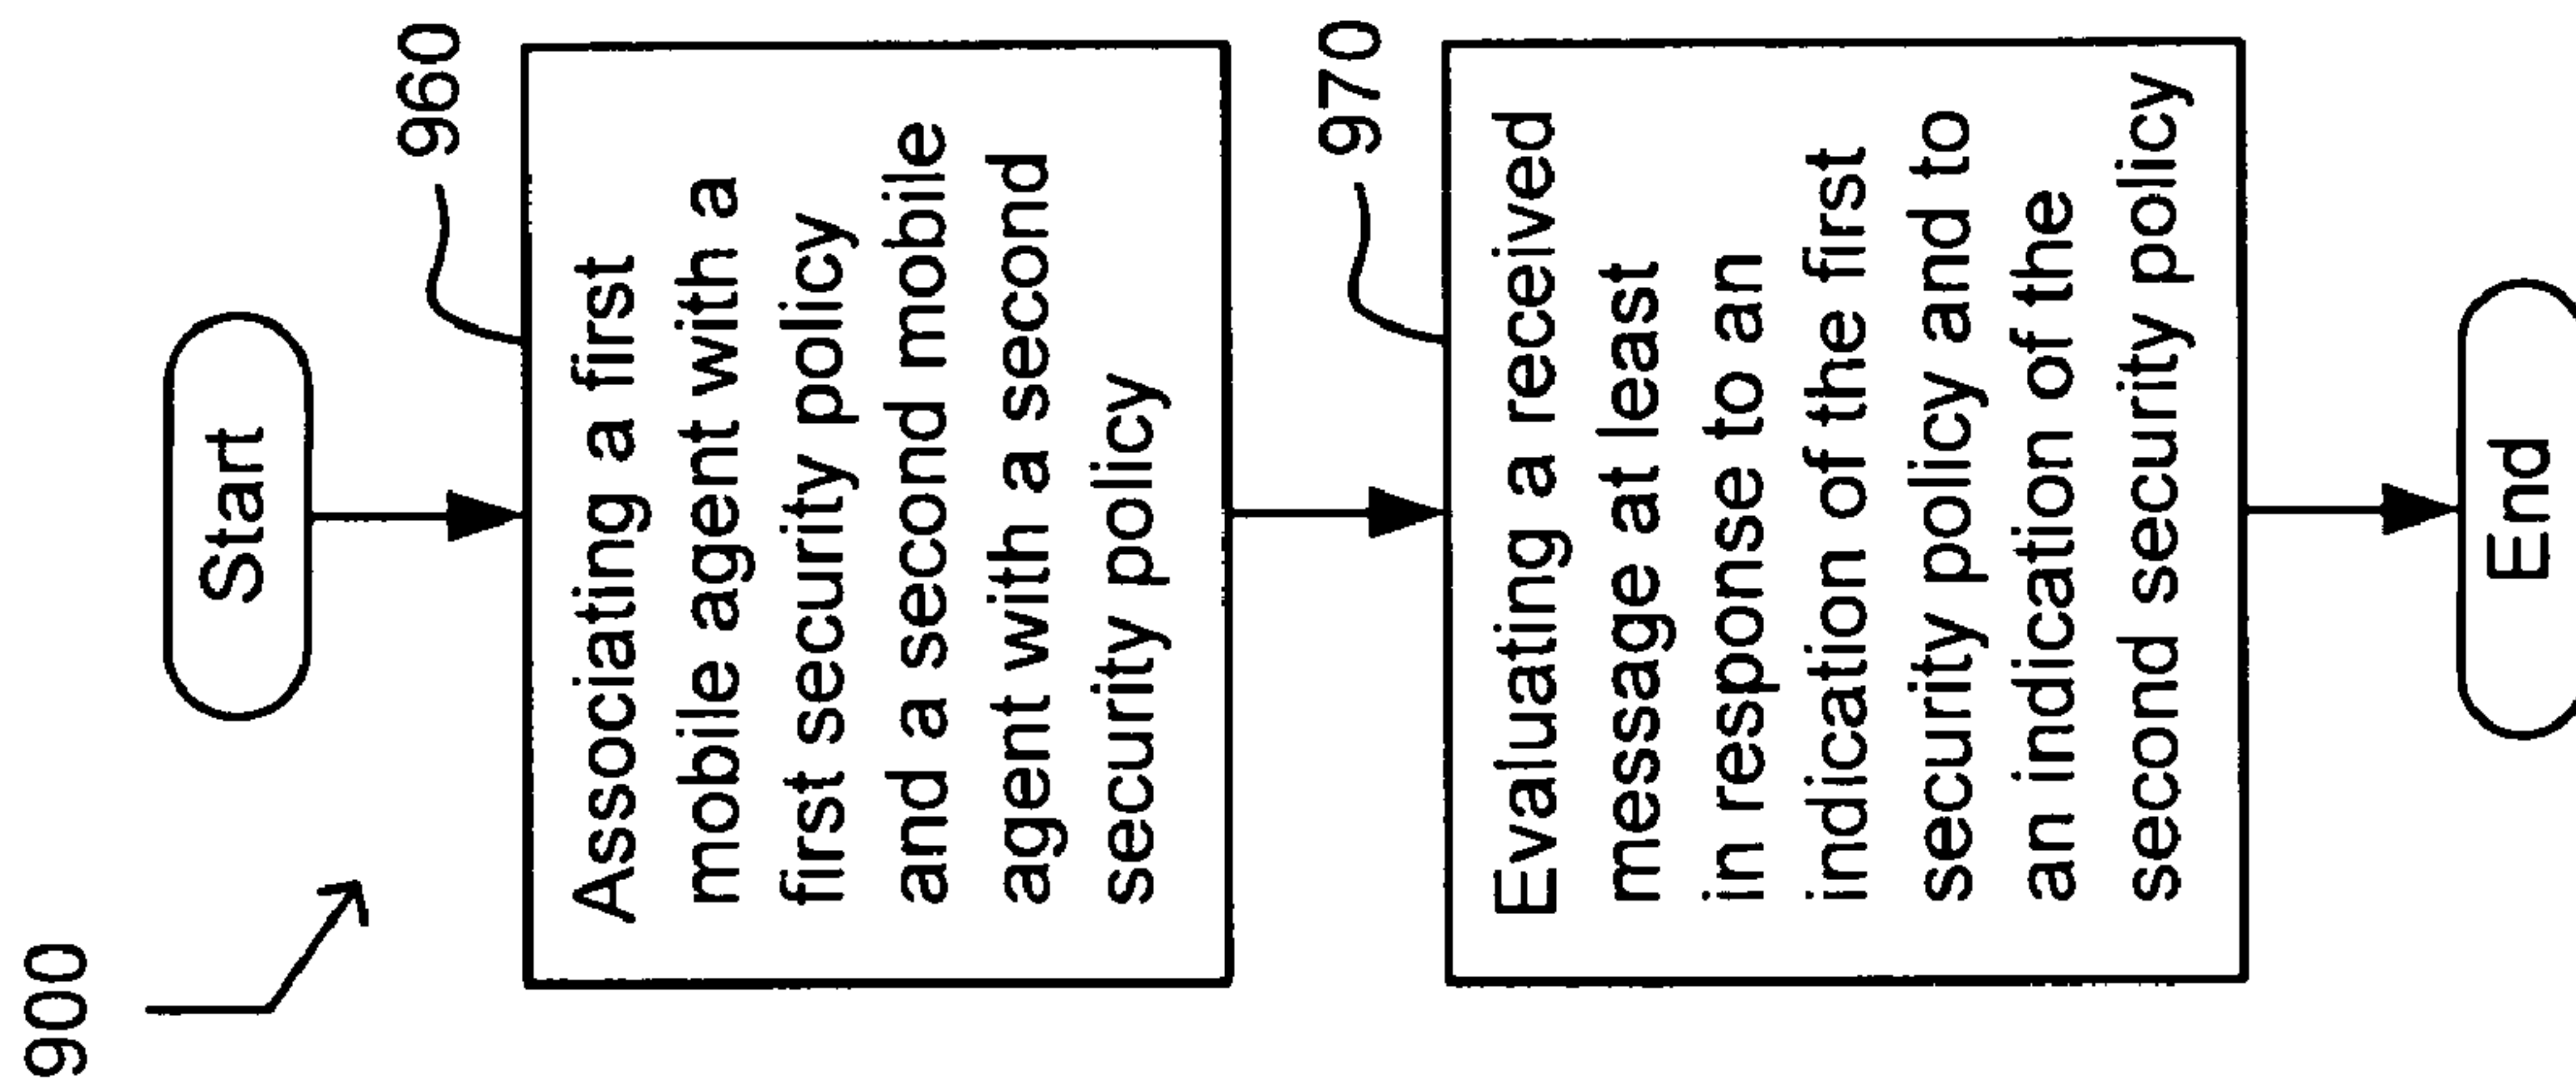 900
Start
960
Associating a first
mobile agent with a
first security policy
and a second mobile
agent with a second
security policy
970
Evaluating a received
message at least
in response to an
indication of the first
security policy and to
an indication of the
second security policy
End